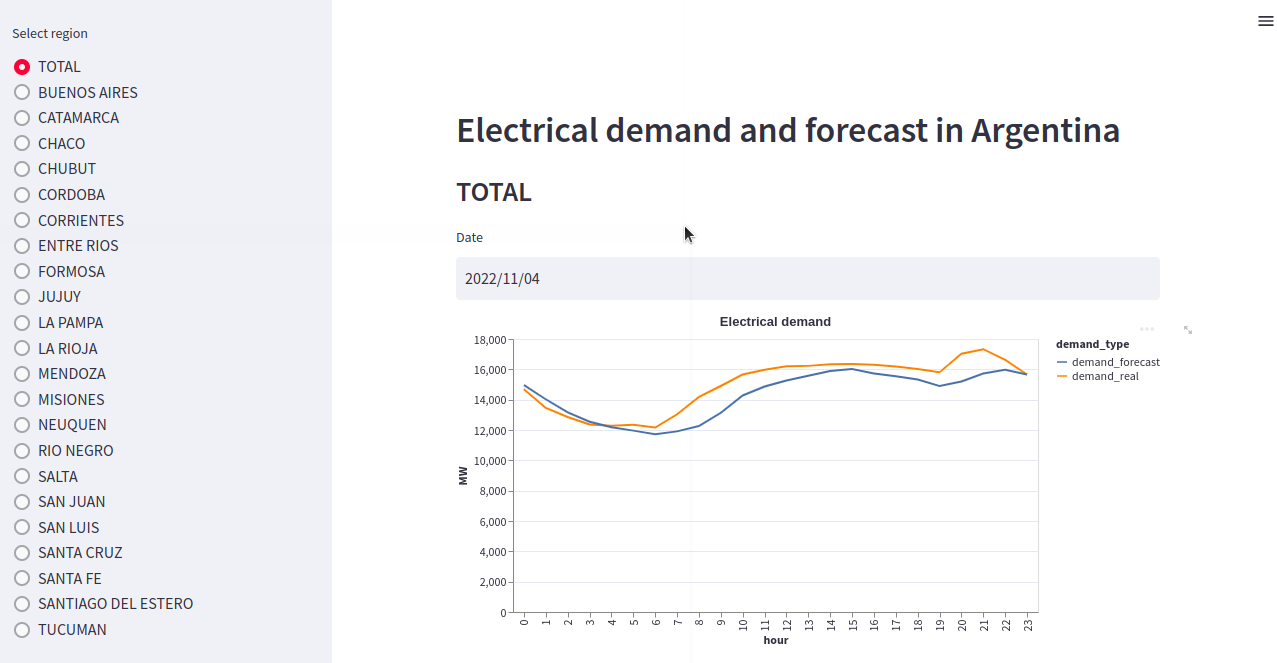 Select region
TOTAL
BUENOS AIRES
CATAMARCA
CHACO
CHUBUT
CORDOBA
CORRIENTES
ENTRE RIOS
FORMOSA
JUJUY
LA PAMPA
LA RIOJA
MENDOZA
MISIONES
NEUQUEN
RIO NEGRO
SALTA
SAN JUAN
SAN LUIS
SANTA CRUZ
SANTA FE
SANTIAGO DEL ESTERO
TUCUMAN
Electrical demand and forecast in Argentina
TOTAL
Date
2022/11/04
Electrical demand
demand_type
demand_forecast
demand_real
MW
18,000
16,000
14,000
12,000
10,000
8,000
6,000
4,000
2,000
0
0 1 2 3 4 5 6 7 8 9 10 11 12 13 14 15 16 17 18 19 20 21 22 23
hour